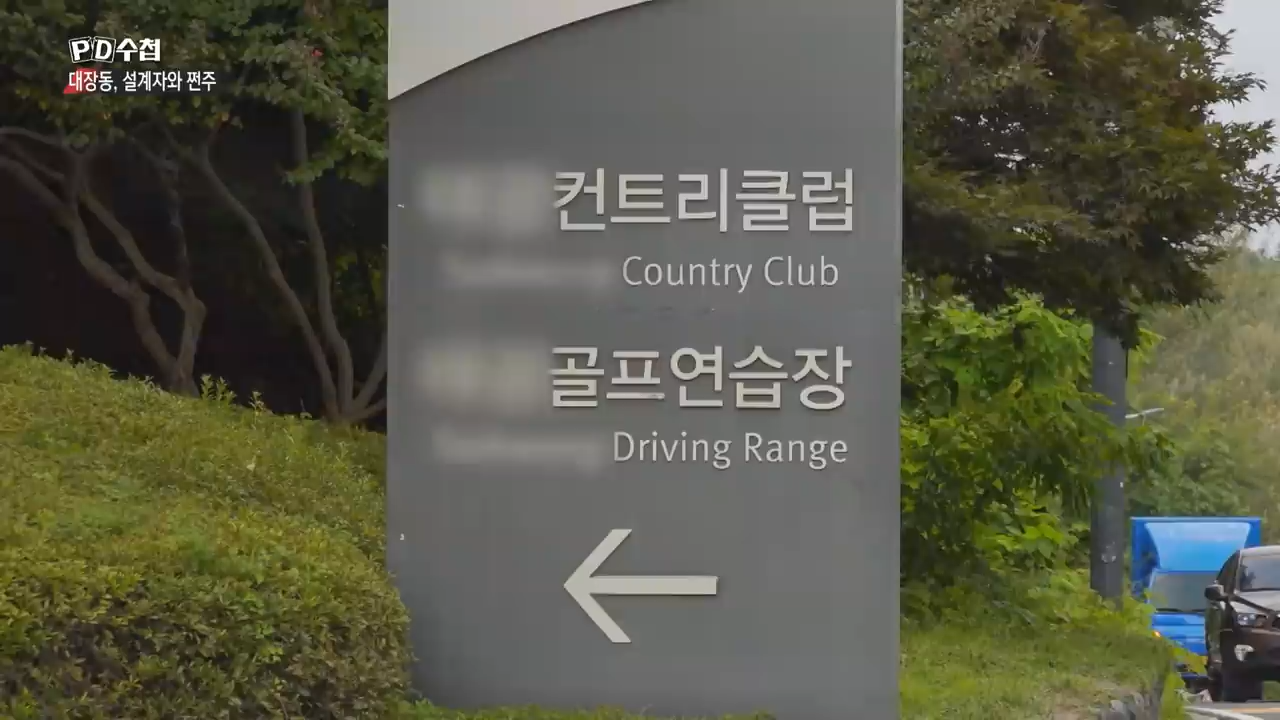 PD수첩
대장동, 설계자와 쩐주
컨트리클럽
Country Club
골프연습장
Driving Range